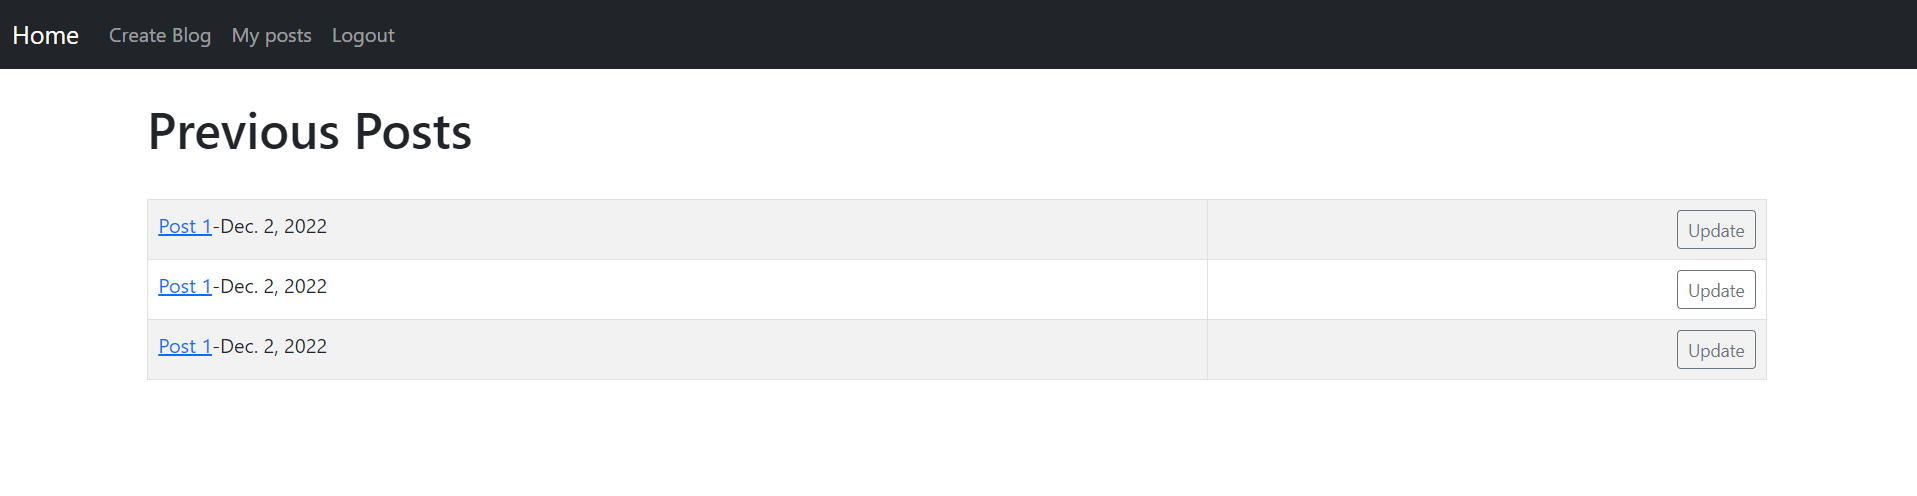 Home Create Blog My posts Logout
Previous Posts
Post 1-Dec. 2, 2022 Update
Post 1-Dec. 2, 2022 Update
Post 1-Dec. 2, 2022 Update